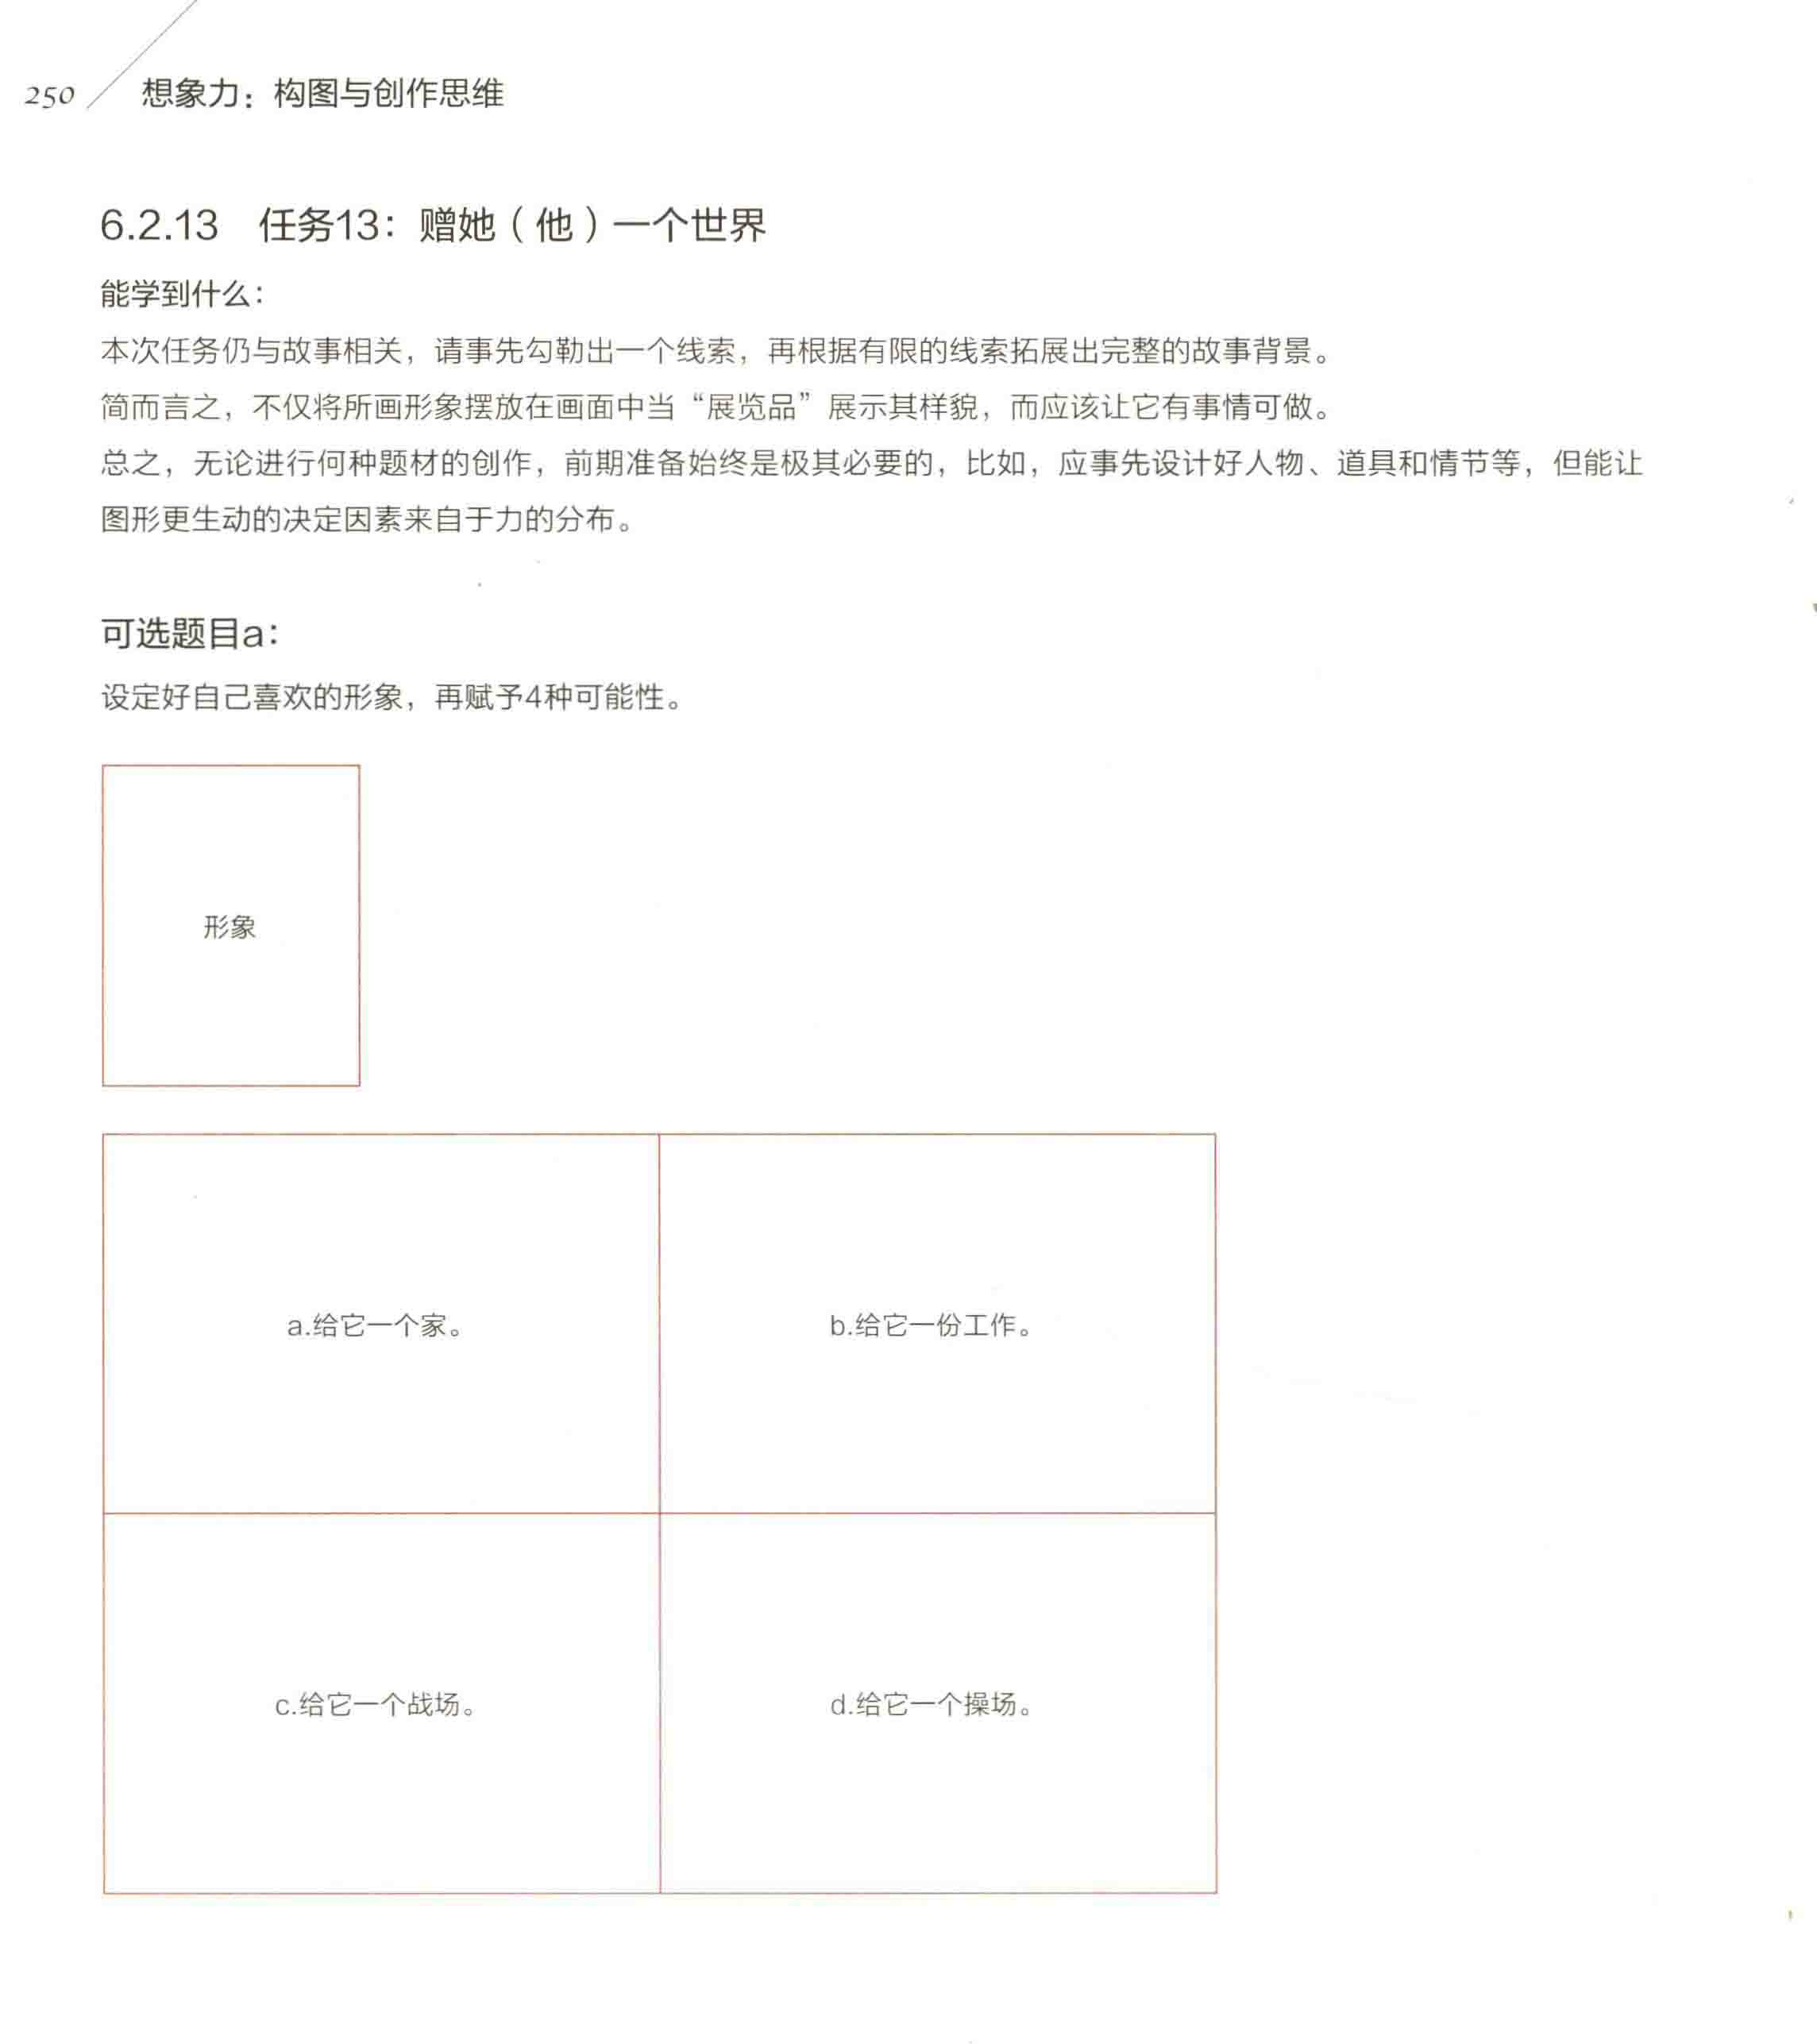 250
想象力：构图与创作思维
6.2.13 任务13：赠她（他）一个世界
能学到什么：
本次任务仍与故事相关，请事先勾勒出一个线索，再根据有限的线索拓展出完整的故事背景。
简而言之，不仅将所画形象摆放在画面中当“展览品”展示其样貌，而应该让它有事情可做。
总之，无论进行何种题材的创作，前期准备始终是极其必要的，比如，应事先设计好人物、道具和情节等，但能让
图形更生动的决定因素来自于力的分布。
可选题目a：
设定好自己喜欢的形象，再赋予4种可能性。
形象
a.给它一个家。
b.给它一份工作。
c.给它一个战场。
d.给它一个操场。